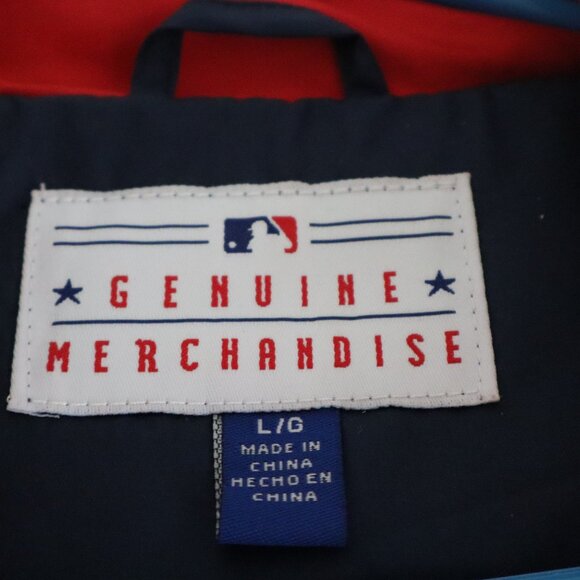 GENUINE
MERCHANDISE
L/G
MADE IN
CHINA
HECHO EN
CHINA